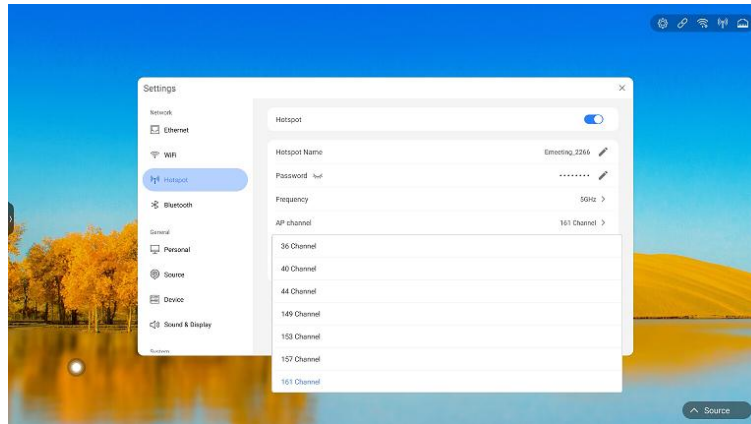 Settings
Network
Ethernet
WiFi
Hotspot
Bluetooth
General
Personal
Source
Device
Sound & Display
System
Hotspot
Hotspot Name Emeeting_2266
Password ········
Frequency 5GHz
AP channel 161 Channel
36 Channel
40 Channel
44 Channel
149 Channel
153 Channel
157 Channel
161 Channel
Source